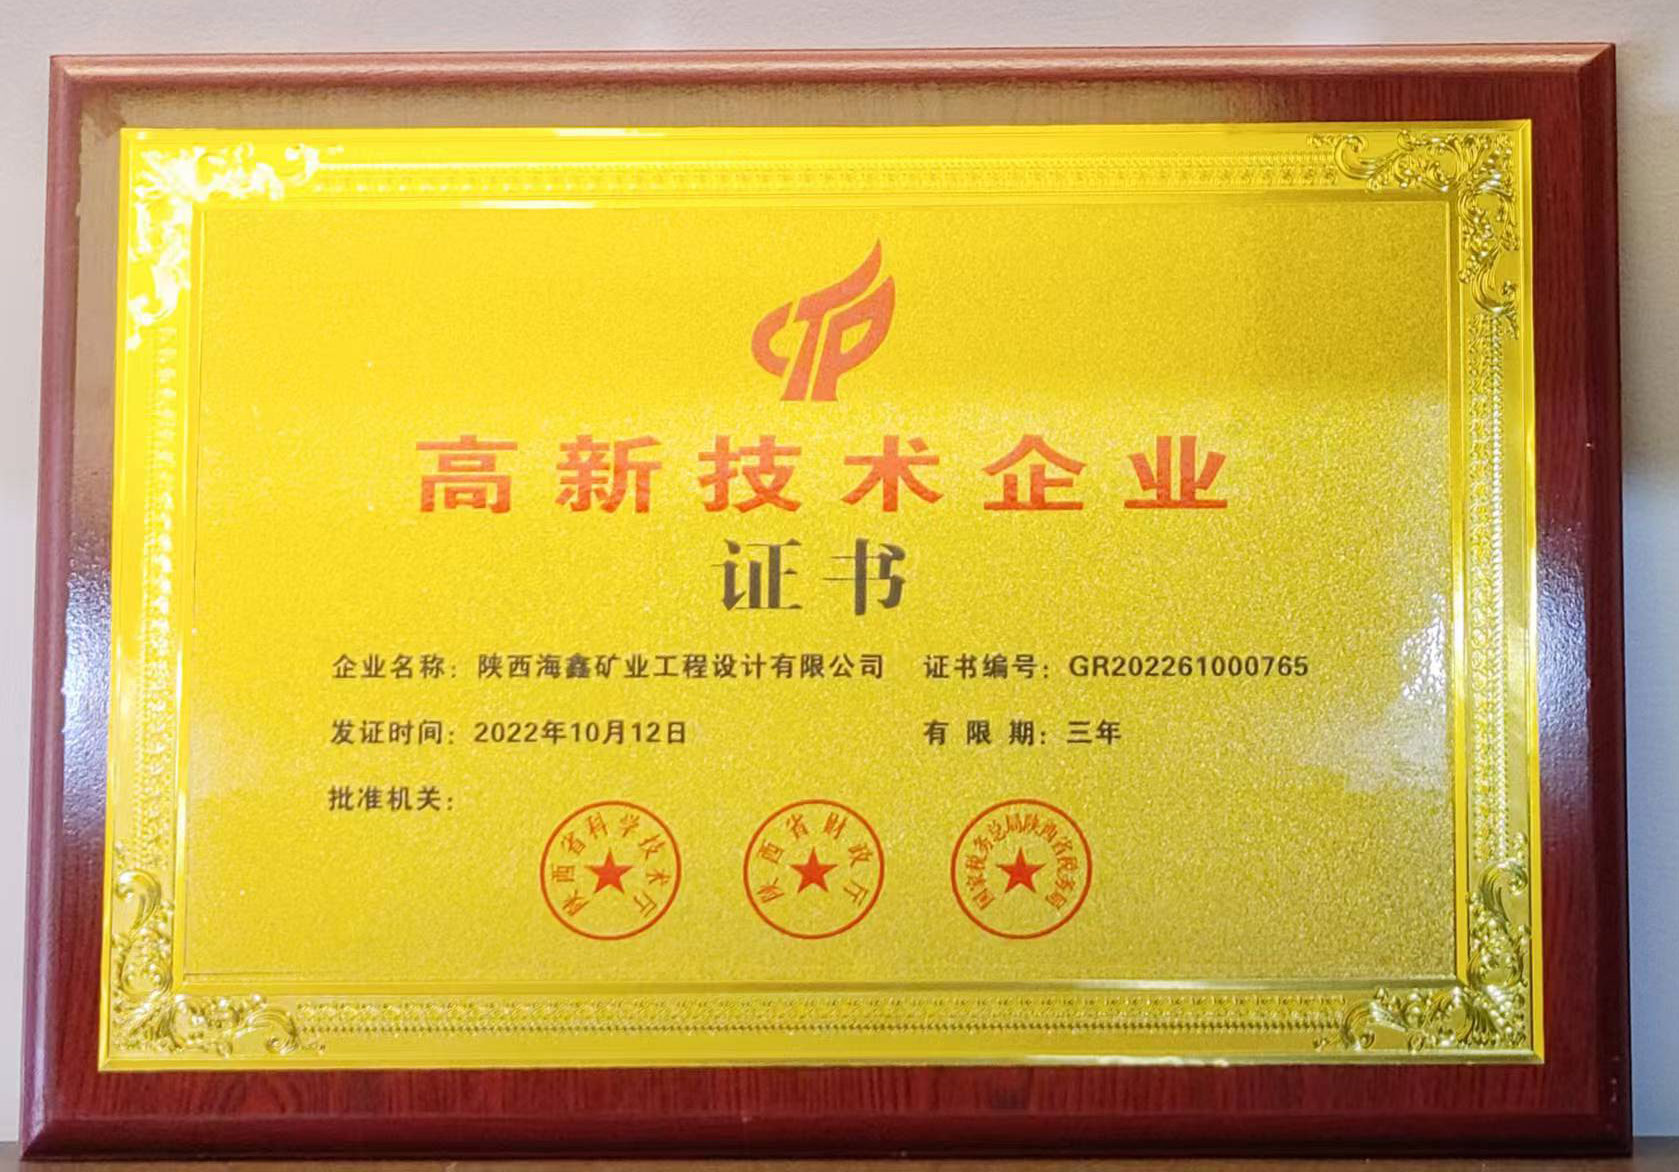 CTP
高新技术企业
证书
企业名称：陕西海鑫矿业工程设计有限公司 证书编号：GR202261000765
发证时间：2022年10月12日 有 限 期：三年
批准机关：
陕西省科学技术厅 陕西省财政厅 国家税务总局陕西省税务局